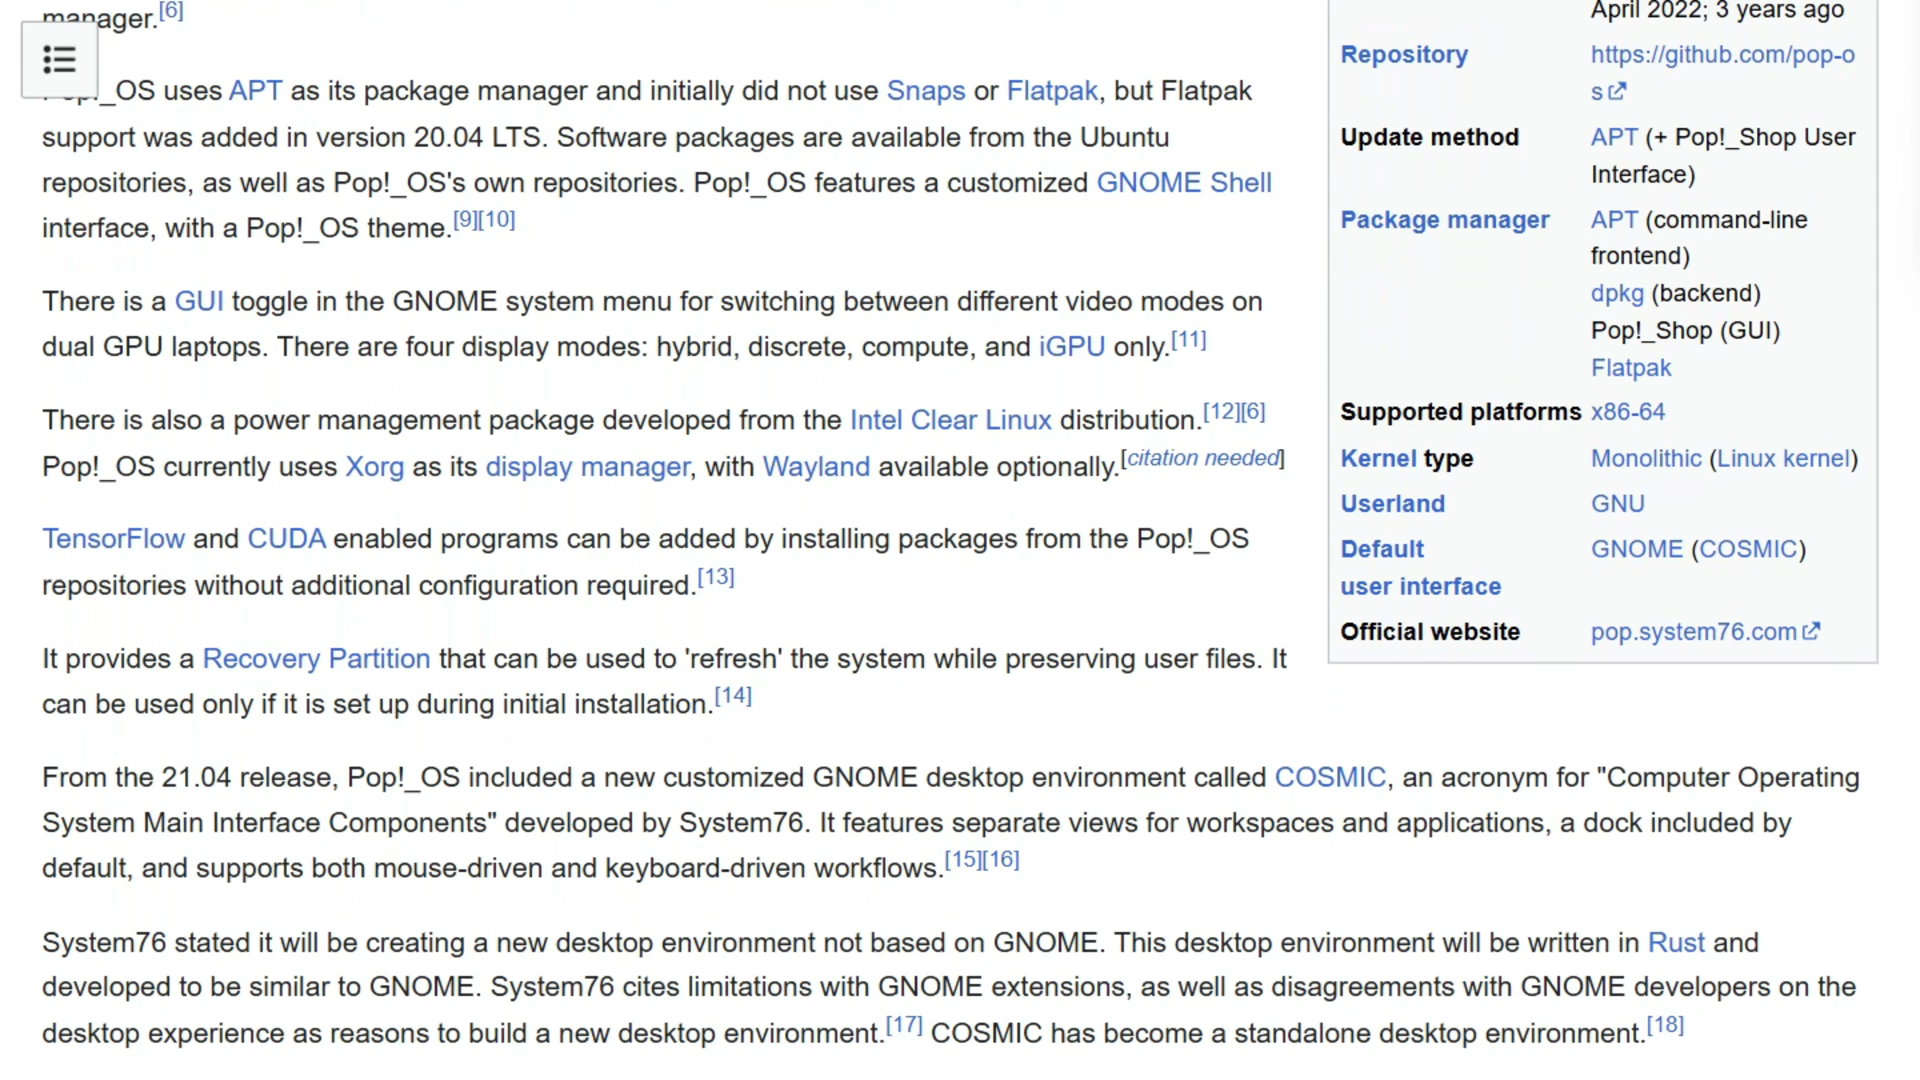 manager.[6]
_OS uses APT as its package manager and initially did not use Snaps or Flatpak, but Flatpak
support was added in version 20.04 LTS. Software packages are available from the Ubuntu
repositories, as well as Pop!_OS's own repositories. Pop!_OS features a customized GNOME Shell
interface, with a Pop!_OS theme.[9][10]
There is a GUI toggle in the GNOME system menu for switching between different video modes on
dual GPU laptops. There are four display modes: hybrid, discrete, compute, and iGPU only.[11]
There is also a power management package developed from the Intel Clear Linux distribution.[12][6]
Pop!_OS currently uses Xorg as its display manager, with Wayland available optionally.[citation needed]
TensorFlow and CUDA enabled programs can be added by installing packages from the Pop!_OS
repositories without additional configuration required.[13]
It provides a Recovery Partition that can be used to 'refresh' the system while preserving user files. It
can be used only if it is set up during initial installation.[14]
From the 21.04 release, Pop!_OS included a new customized GNOME desktop environment called COSMIC, an acronym for "Computer Operating
System Main Interface Components" developed by System76. It features separate views for workspaces and applications, a dock included by
default, and supports both mouse-driven and keyboard-driven workflows.[15][16]
System76 stated it will be creating a new desktop environment not based on GNOME. This desktop environment will be written in Rust and
developed to be similar to GNOME. System76 cites limitations with GNOME extensions, as well as disagreements with GNOME developers on the
desktop experience as reasons to build a new desktop environment.[17] COSMIC has become a standalone desktop environment.[18]
April 2022; 3 years ago
Repository https://github.com/pop-o
s
Update method APT (+ Pop!_Shop User
Interface)
Package manager APT (command-line
frontend)
dpkg (backend)
Pop!_Shop (GUI)
Flatpak
Supported platforms x86-64
Kernel type Monolithic (Linux kernel)
Userland GNU
Default GNOME (COSMIC)
user interface
Official website pop.system76.com